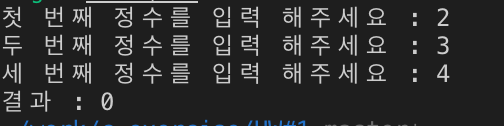 첫 번째 정수를 입력 해주세요 : 2
두 번째 정수를 입력 해주세요 : 3
세 번째 정수를 입력 해주세요 : 4
결과 : 0